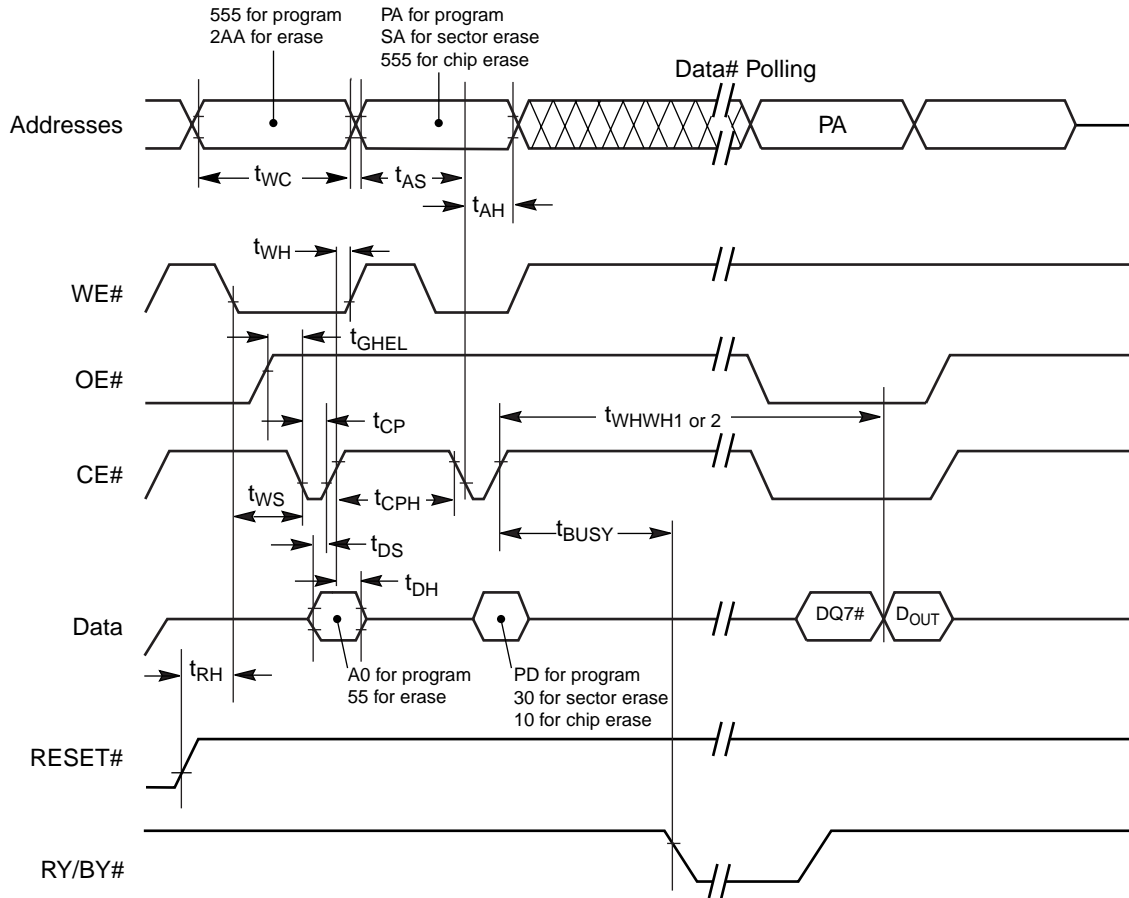 555 for program
2AA for erase
PA for program
SA for sector erase
555 for chip erase
Data# Polling
Addresses
PA
tWC
tAS
tAH
tWH
WE#
tGHEL
OE#
tWHWH1 or 2
tCP
CE#
tWS
tCPH
tBUSY
tDS
tDH
Data
DQ7#
DOUT
tRH
A0 for program
55 for erase
PD for program
30 for sector erase
10 for chip erase
RESET#
RY/BY#